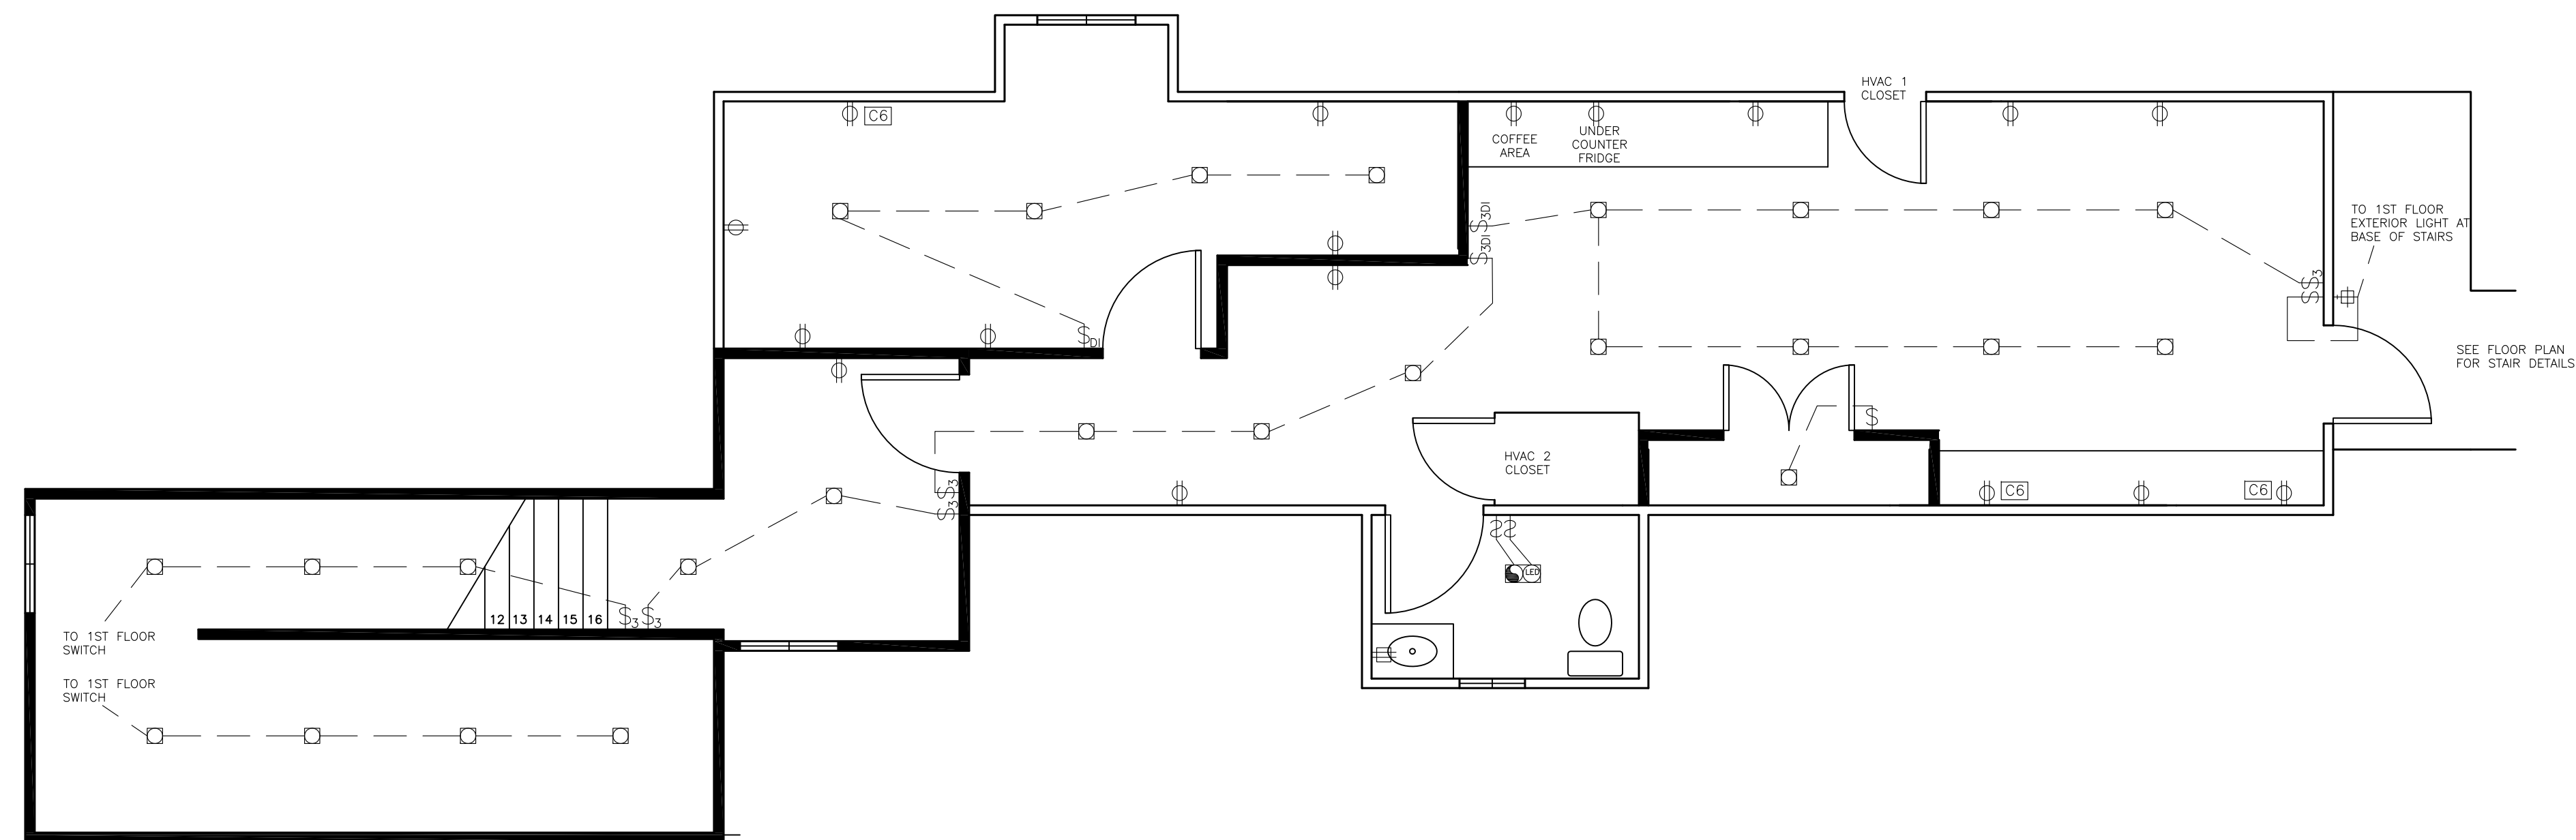 HVAC 1
CLOSET
C6
COFFEE
AREA
UNDER
COUNTER
FRIDGE
$3DI
$3DI
TO 1ST FLOOR
EXTERIOR LIGHT AT
BASE OF STAIRS
$$3
$DI
SEE FLOOR PLAN
FOR STAIR DETAILS
$
HVAC 2
CLOSET
$3
$3
C6
C6
$$
LED
12 13 14 15 16
$3 $3
TO 1ST FLOOR
SWITCH
TO 1ST FLOOR
SWITCH